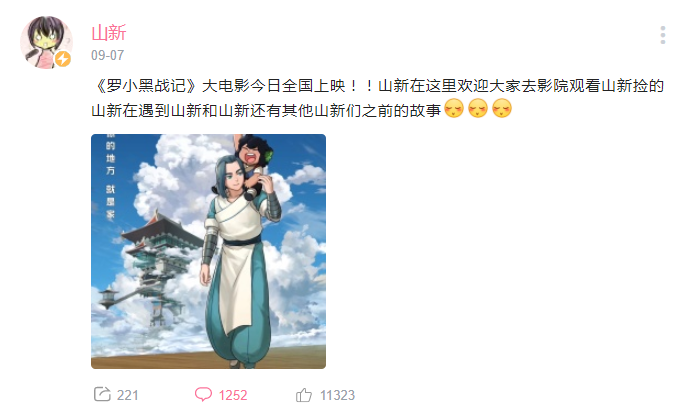 山新
09-07
《罗小黑战记》大电影今日全国上映！！山新在这里欢迎大家去影院观看山新捡的
山新在遇到山新和山新还有其他山新们之前的故事
的地方 就是家
221
1252
11323